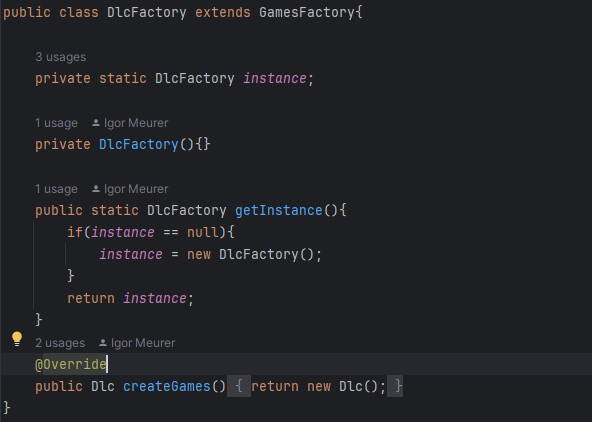 public class DlcFactory extends GamesFactory{
3 usages
private static DlcFactory instance;
1 usage Igor Meurer
private DlcFactory(){}
1 usage Igor Meurer
public static DlcFactory getInstance(){
if(instance == null){
instance = new DlcFactory();
}
return instance;
}
2 usages Igor Meurer
@Override
public Dlc createGames() { return new Dlc(); }
}